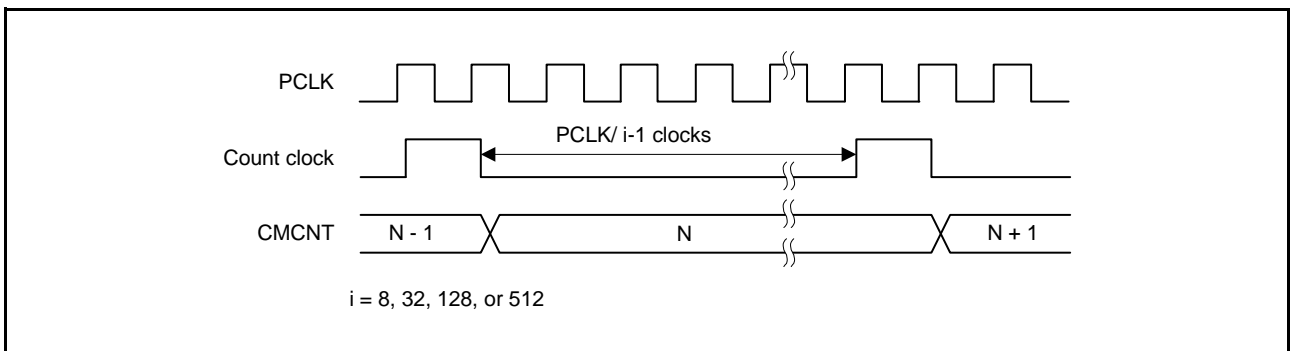 PCLK
PCLK/ i-1 clocks
Count clock
CMCNT N - 1 N N + 1
i = 8, 32, 128, or 512